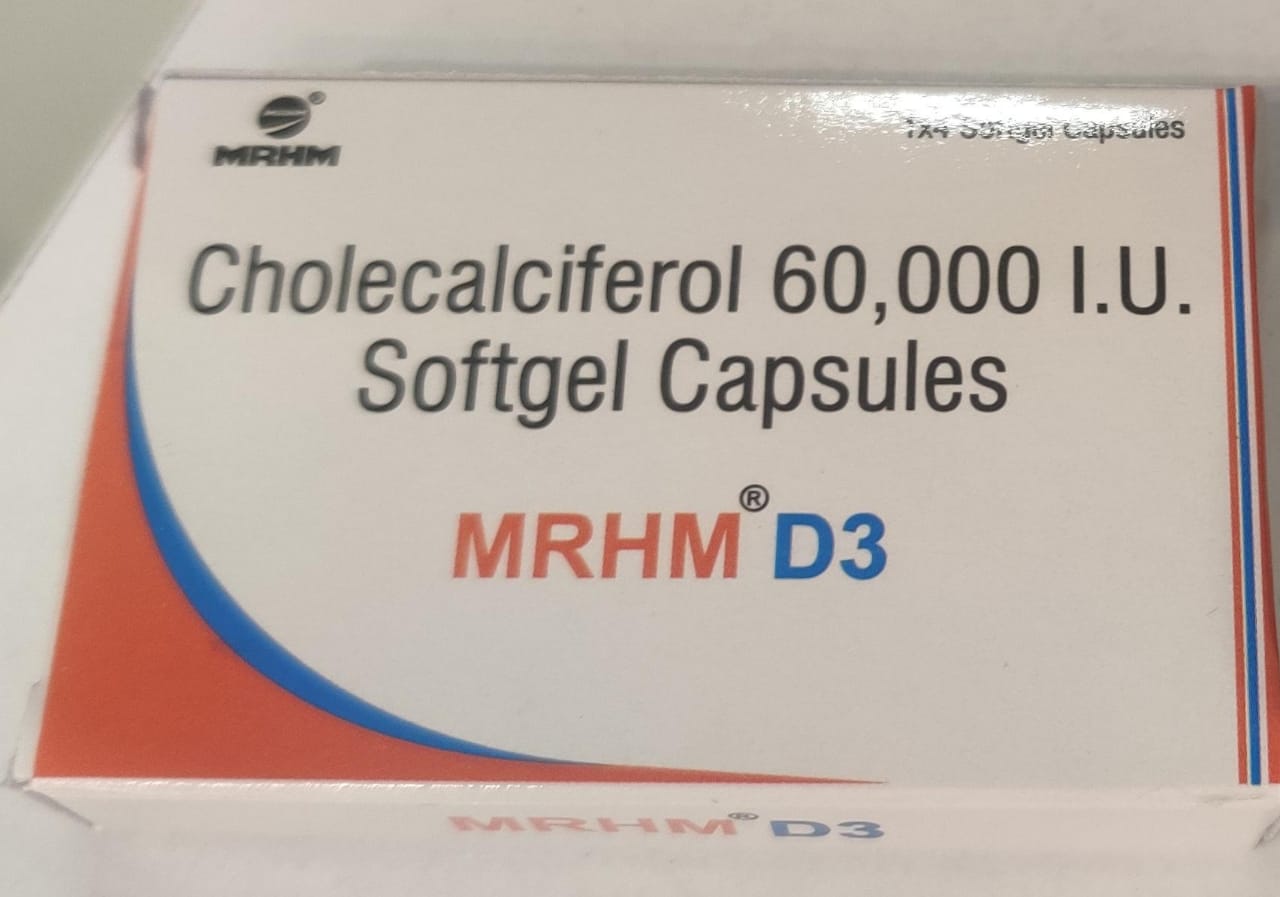 MRHM®
1x4 Softgel Capsules
Cholecalciferol 60,000 I.U.
Softgel Capsules
MRHM® D3
MRHM® D3